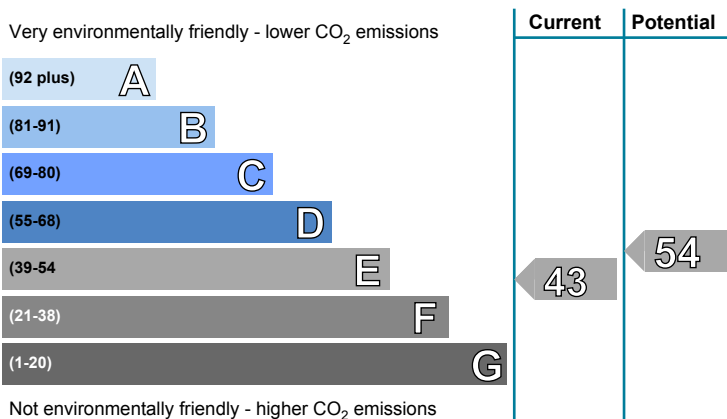 Very environmentally friendly - lower CO2 emissions
Current
Potential
(92 plus) A
(81-91) B
(69-80) C
(55-68) D
(39-54 E
(21-38) F
(1-20) G
43
54
Not environmentally friendly - higher CO2 emissions